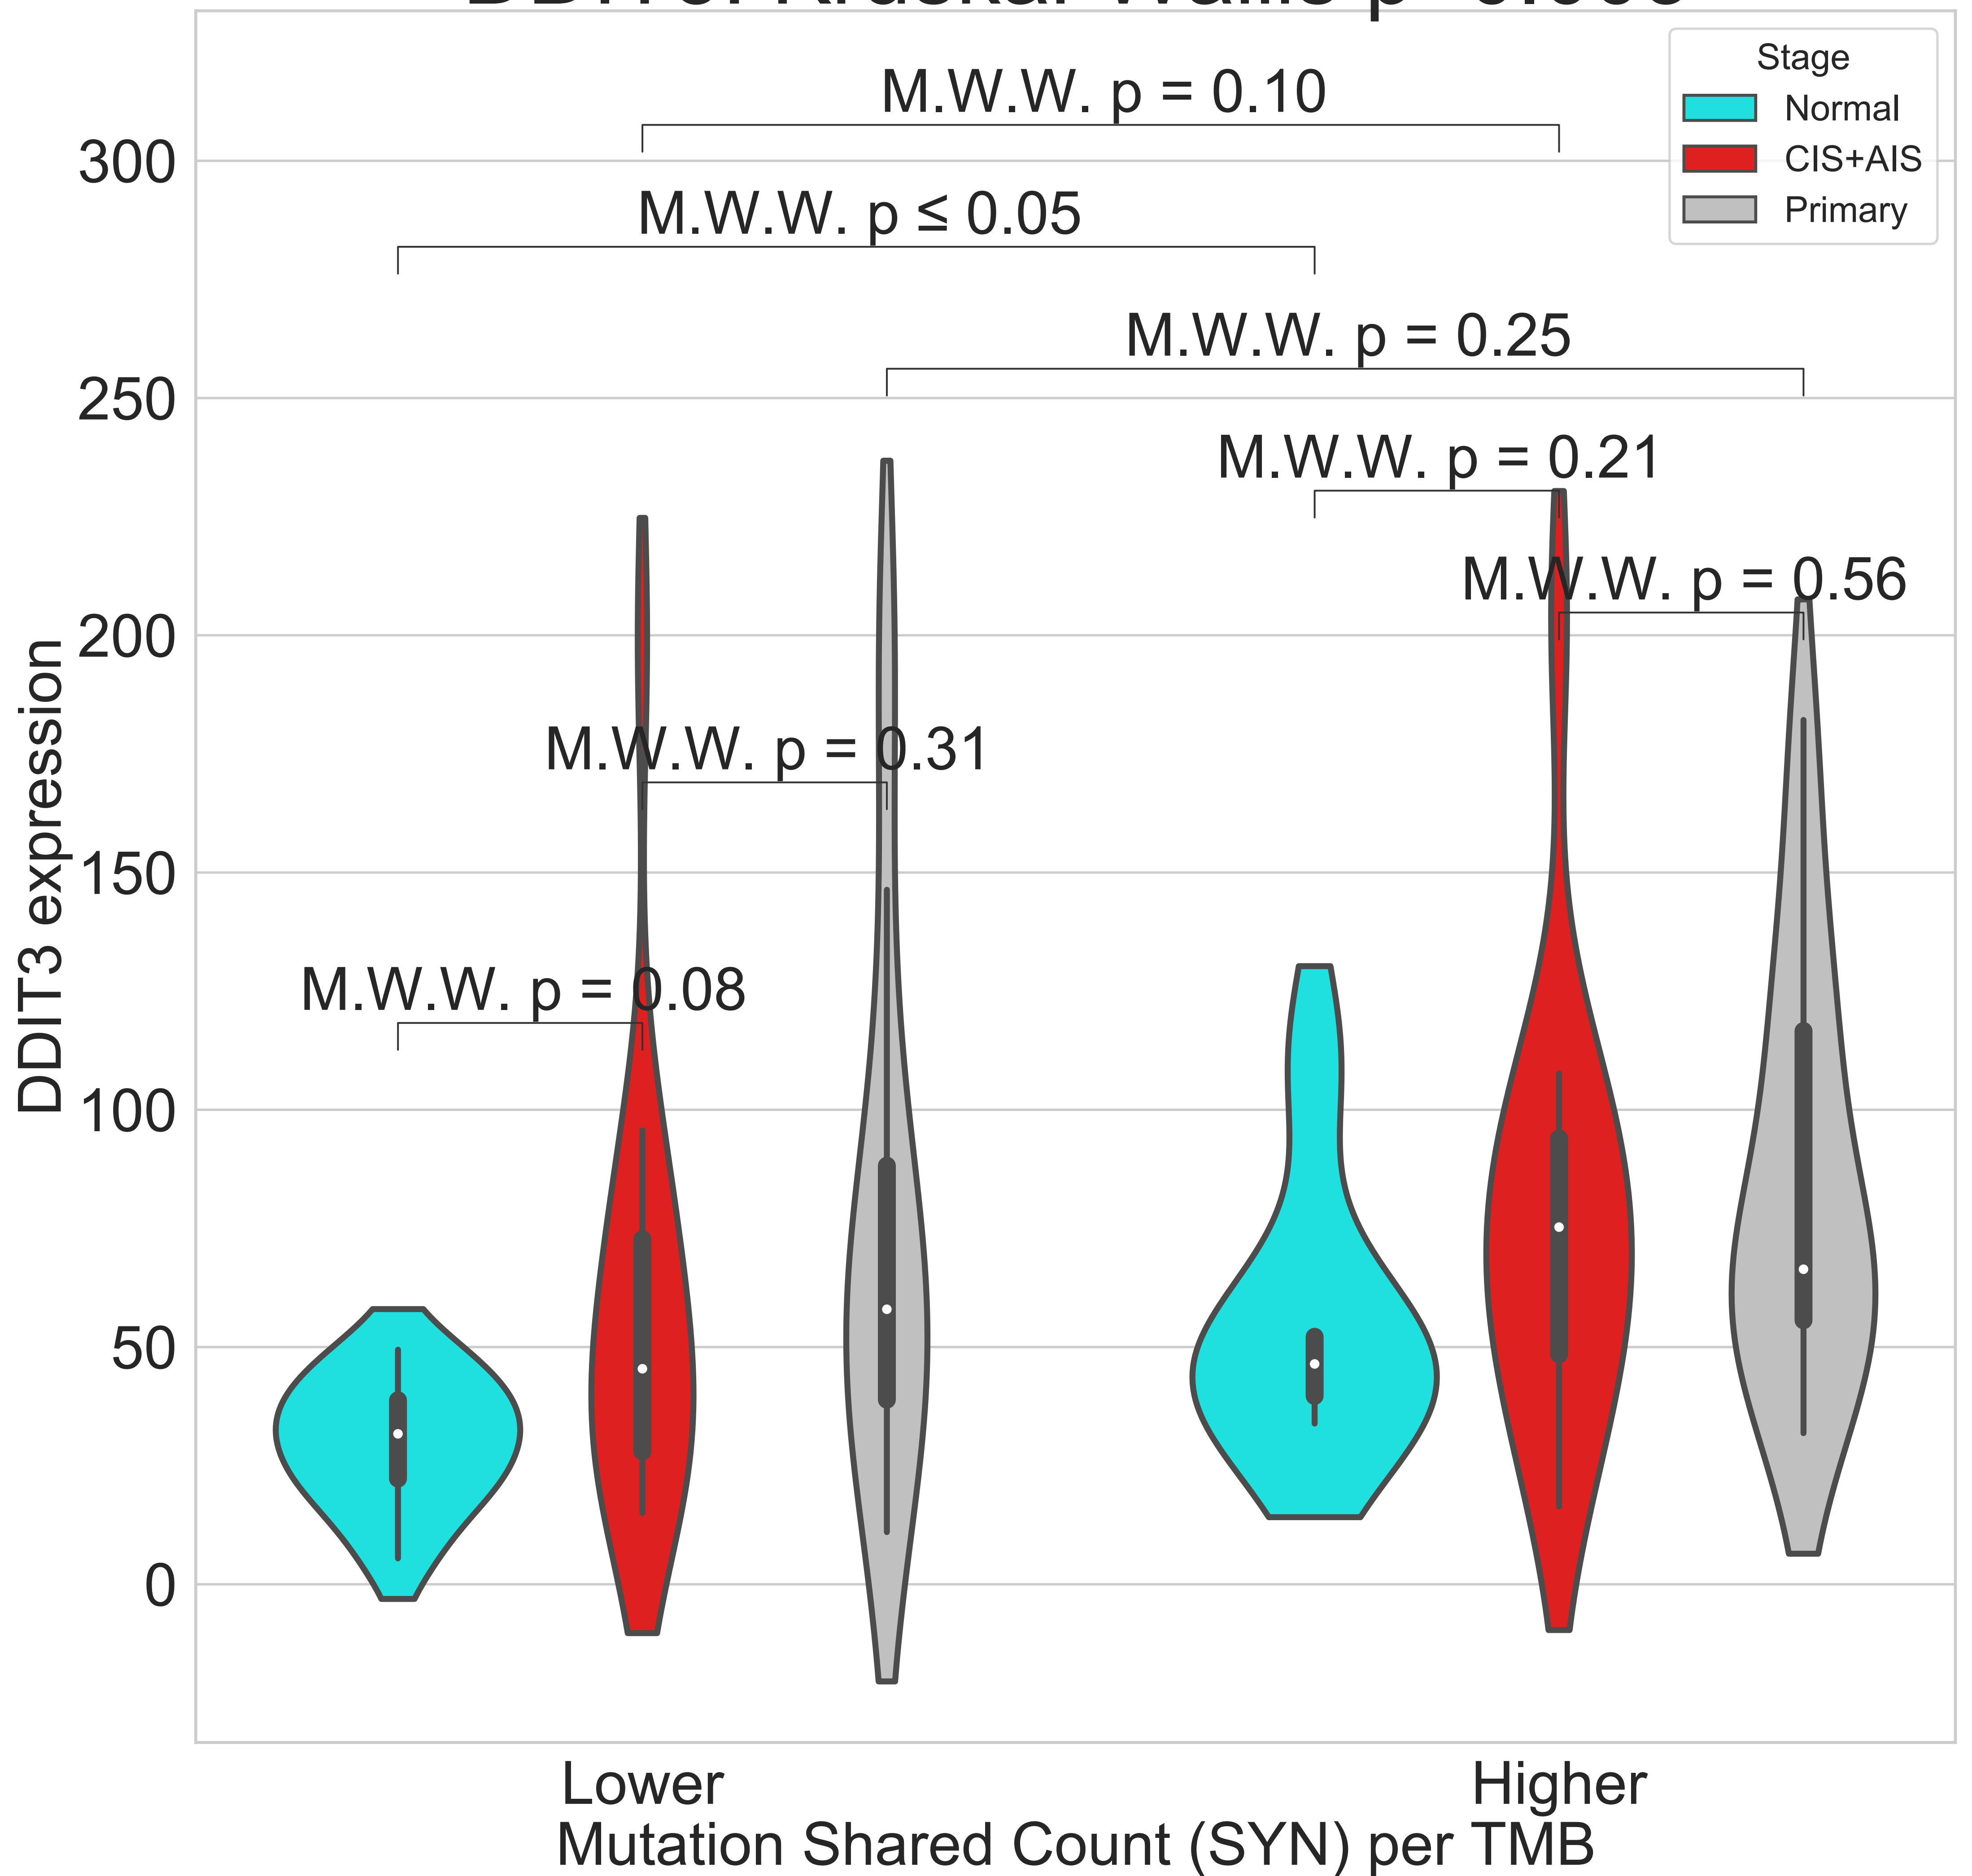 Stage
Normal
CIS+AIS
Primary
M.W.W. p = 0.10
M.W.W. p ≤ 0.05
M.W.W. p = 0.25
M.W.W. p = 0.21
M.W.W. p = 0.56
M.W.W. p = 0.31
M.W.W. p = 0.08
300
250
200
150
100
50
0
DDIT3 expression
Lower
Higher
Mutation Shared Count (SYN) per TMB